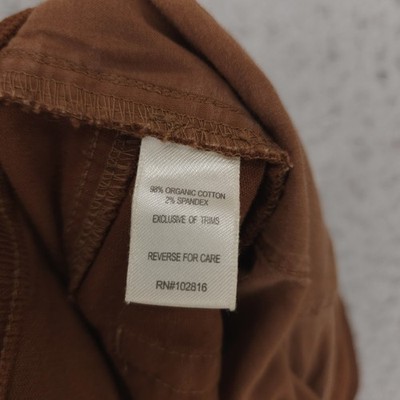 98% ORGANIC COTTON
2% SPANDEX
EXCLUSIVE OF TRIMS
REVERSE FOR CARE
RN#102816